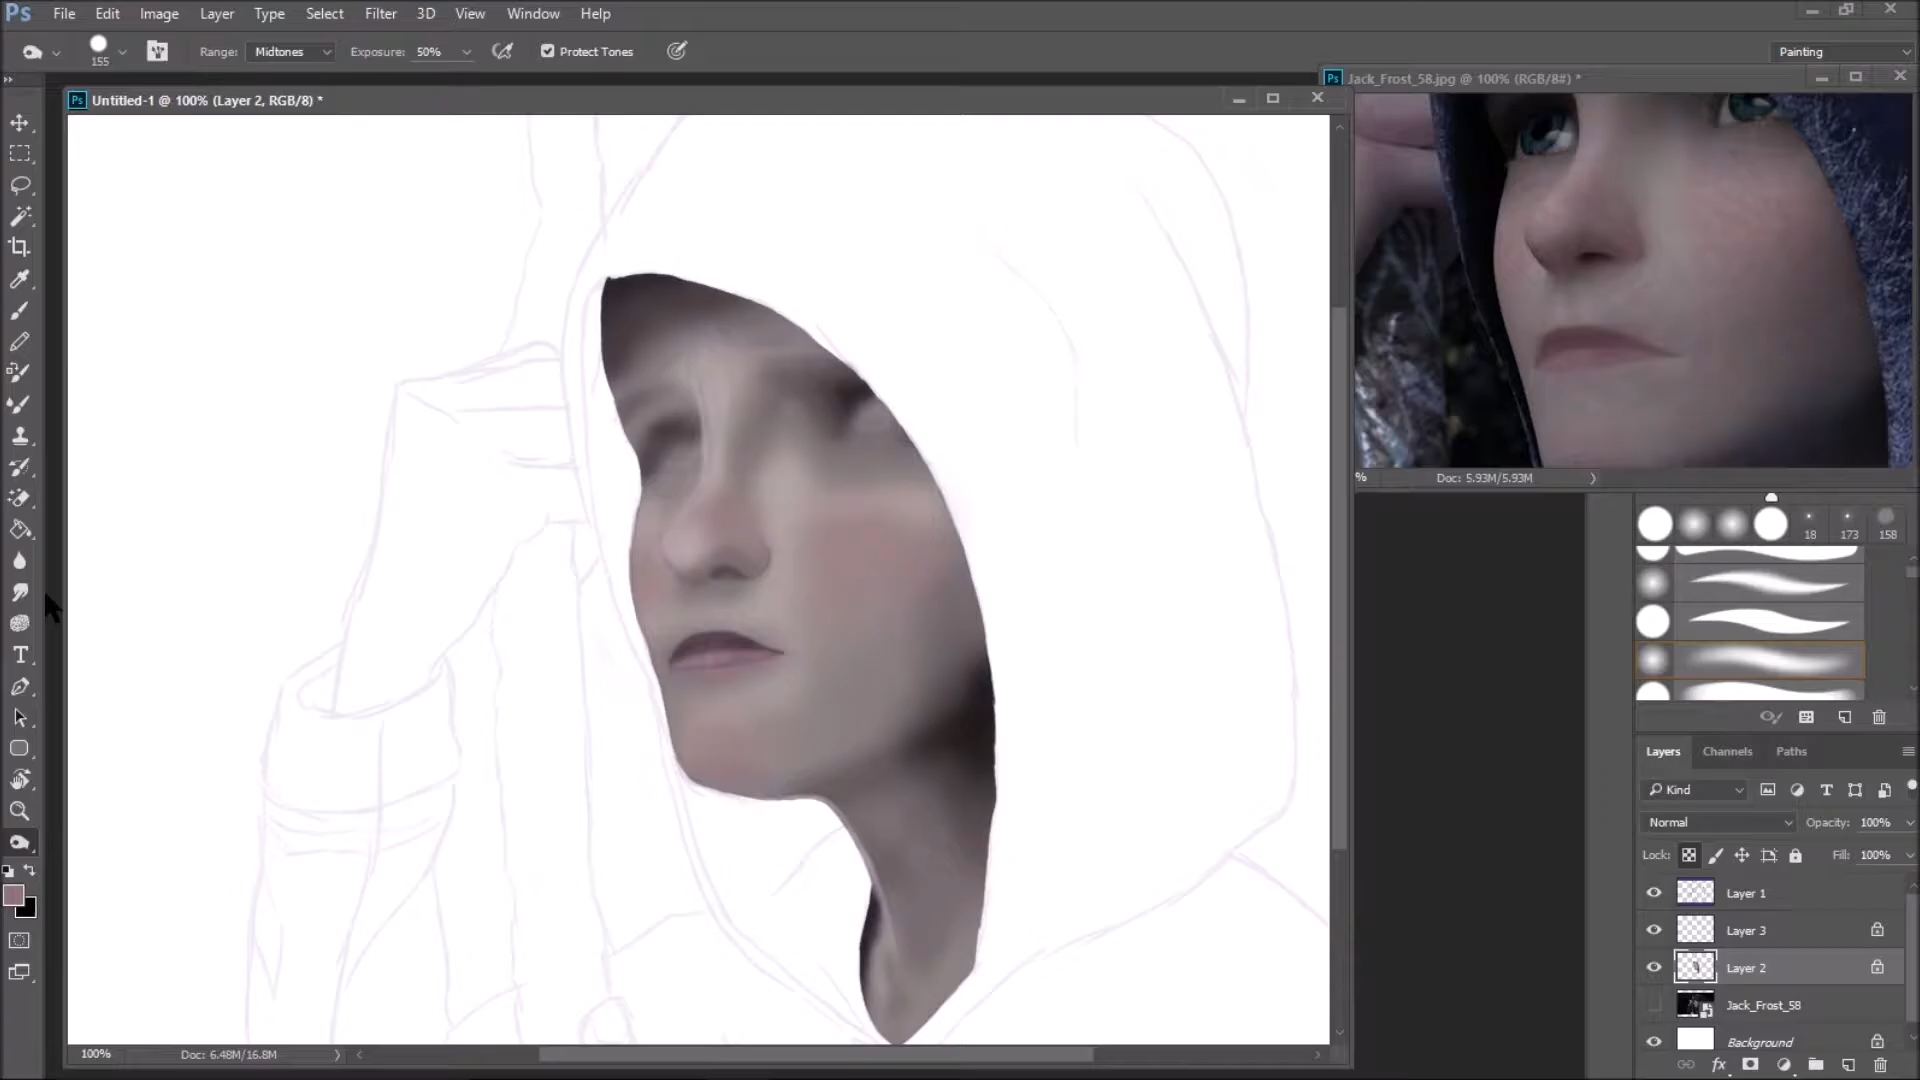 Ps File Edit Image Layer Type Select Filter 3D View Window Help
155 Range: Midtones Exposure: 50% Protect Tones Painting
Ps Jack_Frost_58.jpg @ 100% (RGB/8#) *
Ps Untitled-1 @ 100% (Layer 2, RGB/8) *
% Doc: 5.93M/5.93M
18 173 158
T
Layers Channels Paths
Kind T
Normal Opacity: 100%
Lock: Fill: 100%
Layer 1
Layer 3
Layer 2
Jack_Frost_58
Background
100% Doc: 6.48M/16.8M
fx